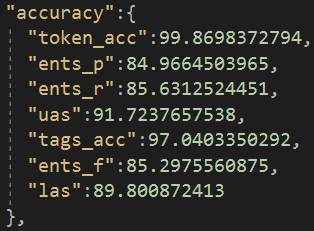 "accuracy":{
"token_acc":99.8698372794,
"ents_p":84.9664503965,
"ents_r":85.6312524451,
"uas":91.7237657538,
"tags_acc":97.0403350292,
"ents_f":85.2975560875,
"las":89.800872413
},